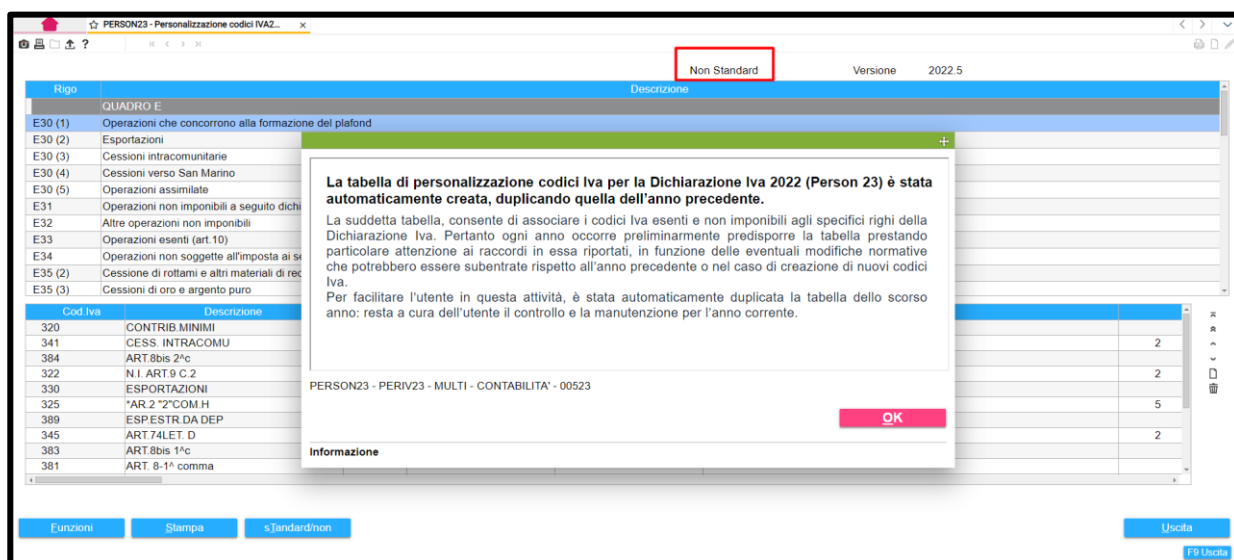 PERSON23 - Personalizzazione codici IVA2... x
?
Non Standard Versione 2022.5
Rigo Descrizione
QUADRO E
E30 (1) Operazioni che concorrono alla formazione del plafond
E30 (2) Esportazioni
E30 (3) Cessioni intracomunitarie
E30 (4) Cessioni verso San Marino
E30 (5) Operazioni assimilate
E31 Operazioni non imponibili a seguito dichi
E32 Altre operazioni non imponibili
E33 Operazioni esenti (art.10)
E34 Operazioni non soggette all'imposta ai se
E35 (2) Cessione di rottami e altri materiali di rec
E35 (3) Cessioni di oro e argento puro
La tabella di personalizzazione codici Iva per la Dichiarazione Iva 2022 (Person 23) è stata
automaticamente creata, duplicando quella dell'anno precedente.
La suddetta tabella, consente di associare i codici Iva esenti e non imponibili agli specifici righi della
Dichiarazione Iva. Pertanto ogni anno occorre preliminarmente predisporre la tabella prestando
particolare attenzione ai raccordi in essa riportati, in funzione delle eventuali modifiche normative
che potrebbero essere subentrate rispetto all'anno precedente o nel caso di creazione di nuovi codici
Iva.
Per facilitare l'utente in questa attività, è stata automaticamente duplicata la tabella dello scorso
anno: resta a cura dell'utente il controllo e la manutenzione per l'anno corrente.
PERSON23 - PERIV23 - MULTI - CONTABILITA' - 00523
OK
Informazione
Cod.Iva Descrizione
320 CONTRIB.MINIMI
341 CESS. INTRACOMU 2
384 ART.8bis 2^c
322 N.I. ART.9 C.2 2
330 ESPORTAZIONI
325 *AR.2 "2"COM.H 5
389 ESP.ESTR.DA DEP
345 ART.74LET. D 2
383 ART.8bis 1^c
381 ART. 8-1^ comma
Funzioni Stampa sTandard/non Uscita
F9 Uscita